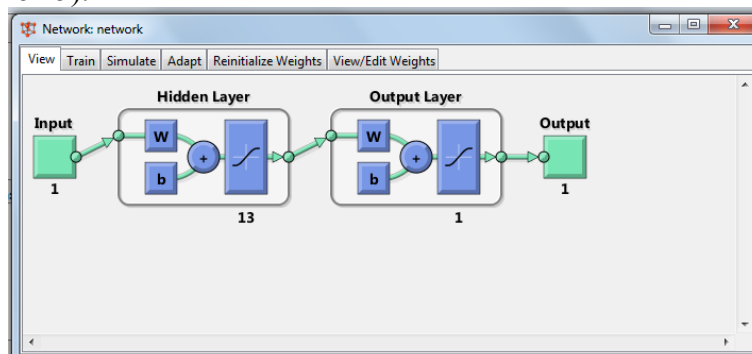 Network: network
View Train Simulate Adapt Reinitialize Weights View/Edit Weights
Hidden Layer Output Layer
Input Output
W W
+ +
b b
1 1
13 1